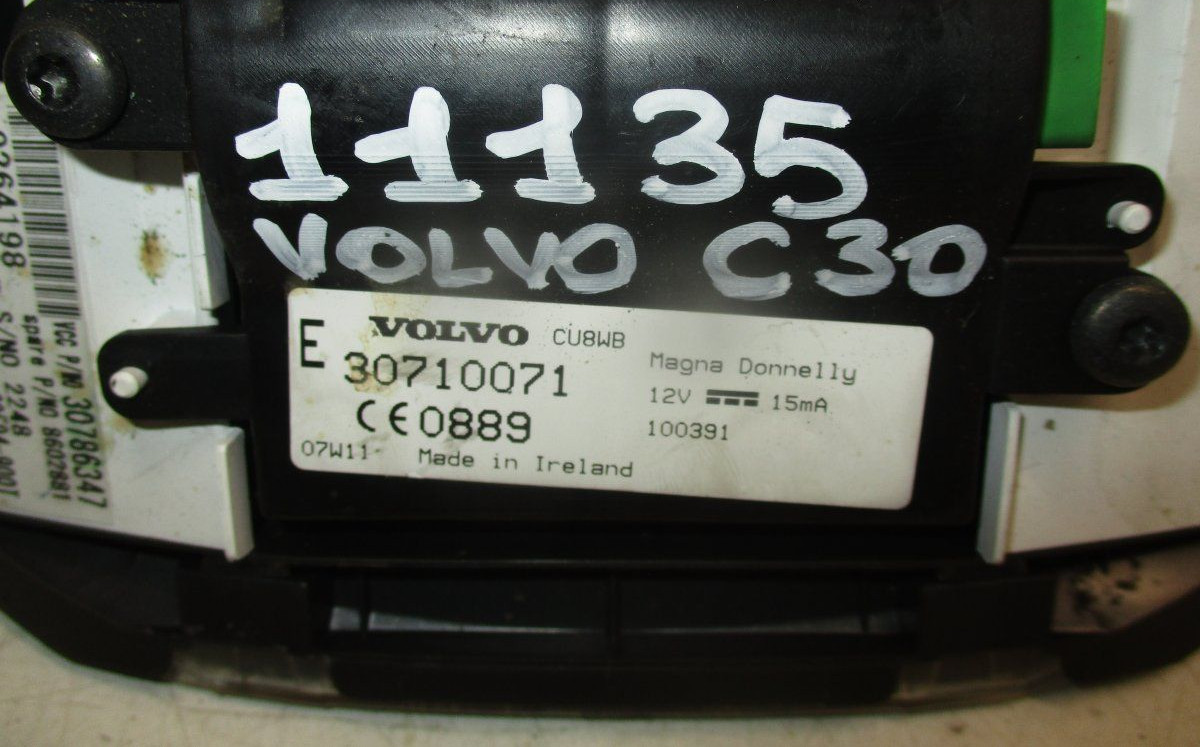 11135
VOLVO C30
E VOLVO CU8WB
30710071
CE0889
07W11 Made in Ireland
Magna Donnelly
12V 15mA
100391
S/NO 2248
VCC P/NO 30786347
spare P/NO 8602881